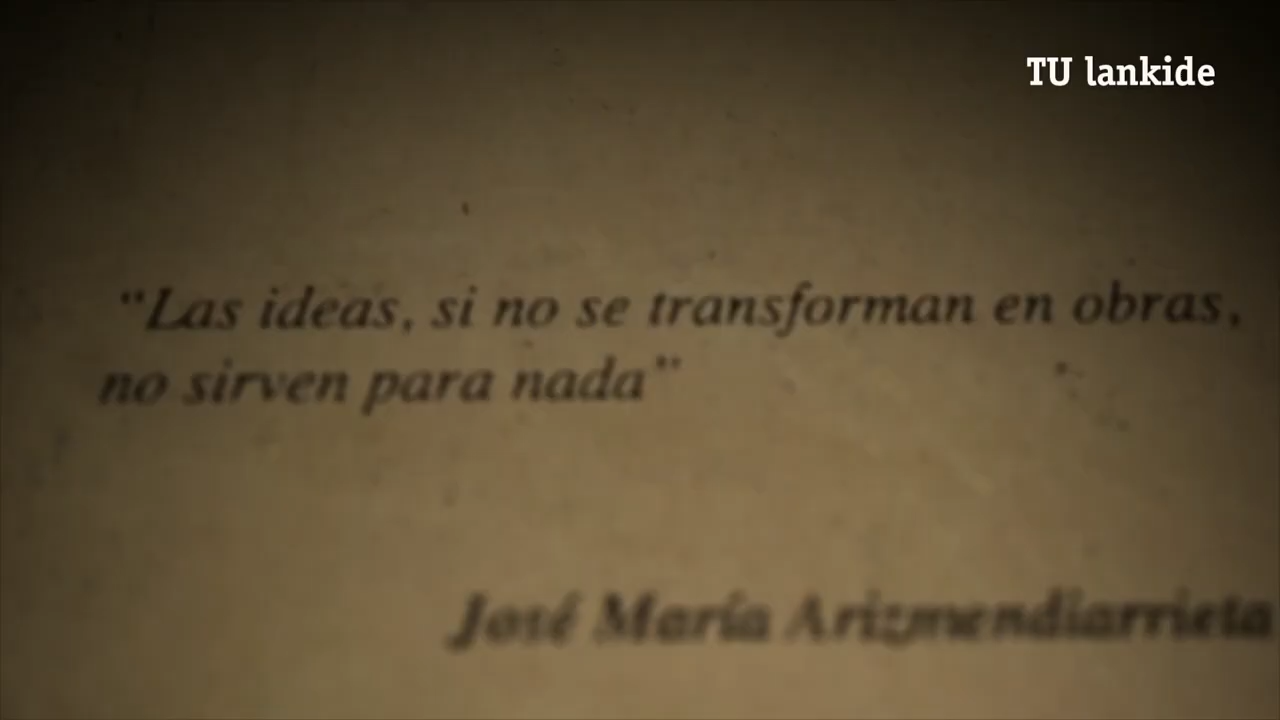 TU lankide
"Las ideas, si no se transforman en obras,
no sirven para nada"
José María Arizmendiarrieta